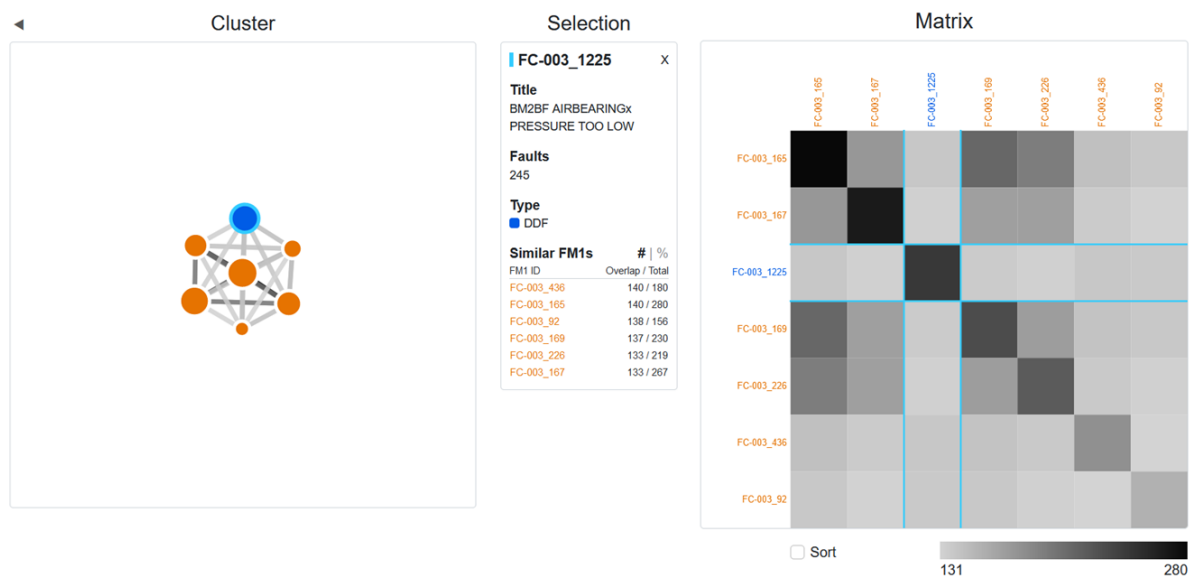 Cluster
Selection
Matrix
FC-003_1225 X
Title
BM2BF AIRBEARINGx
PRESSURE TOO LOW
Faults
245
Type
DDF
Similar FM1s # | %
FM1 ID Overlap / Total
FC-003_436 140 / 180
FC-003_165 140 / 280
FC-003_92 138 / 156
FC-003_169 137 / 230
FC-003_226 133 / 219
FC-003_167 133 / 267
FC-003_165
FC-003_167
FC-003_1225
FC-003_169
FC-003_226
FC-003_436
FC-003_92
FC-003_165
FC-003_167
FC-003_1225
FC-003_169
FC-003_226
FC-003_436
FC-003_92
Sort
131 280